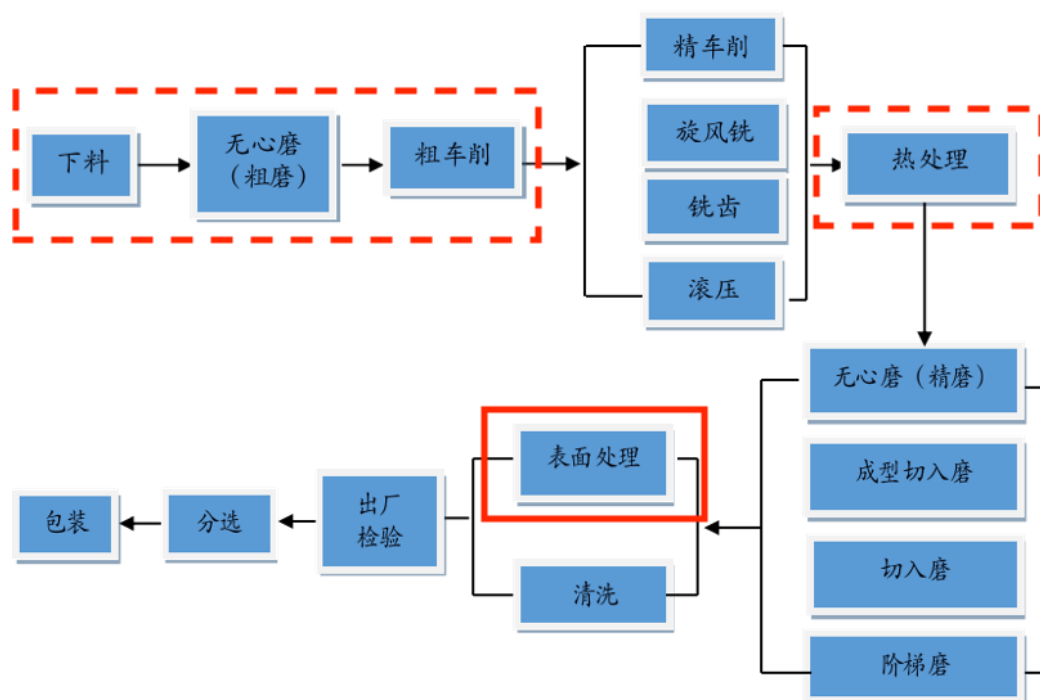 下料
无心磨
（粗磨）
粗车削
精车削
旋风铣
铣齿
滚压
热处理
无心磨（精磨）
成型切入磨
切入磨
阶梯磨
表面处理
清洗
出厂
检验
分选
包装